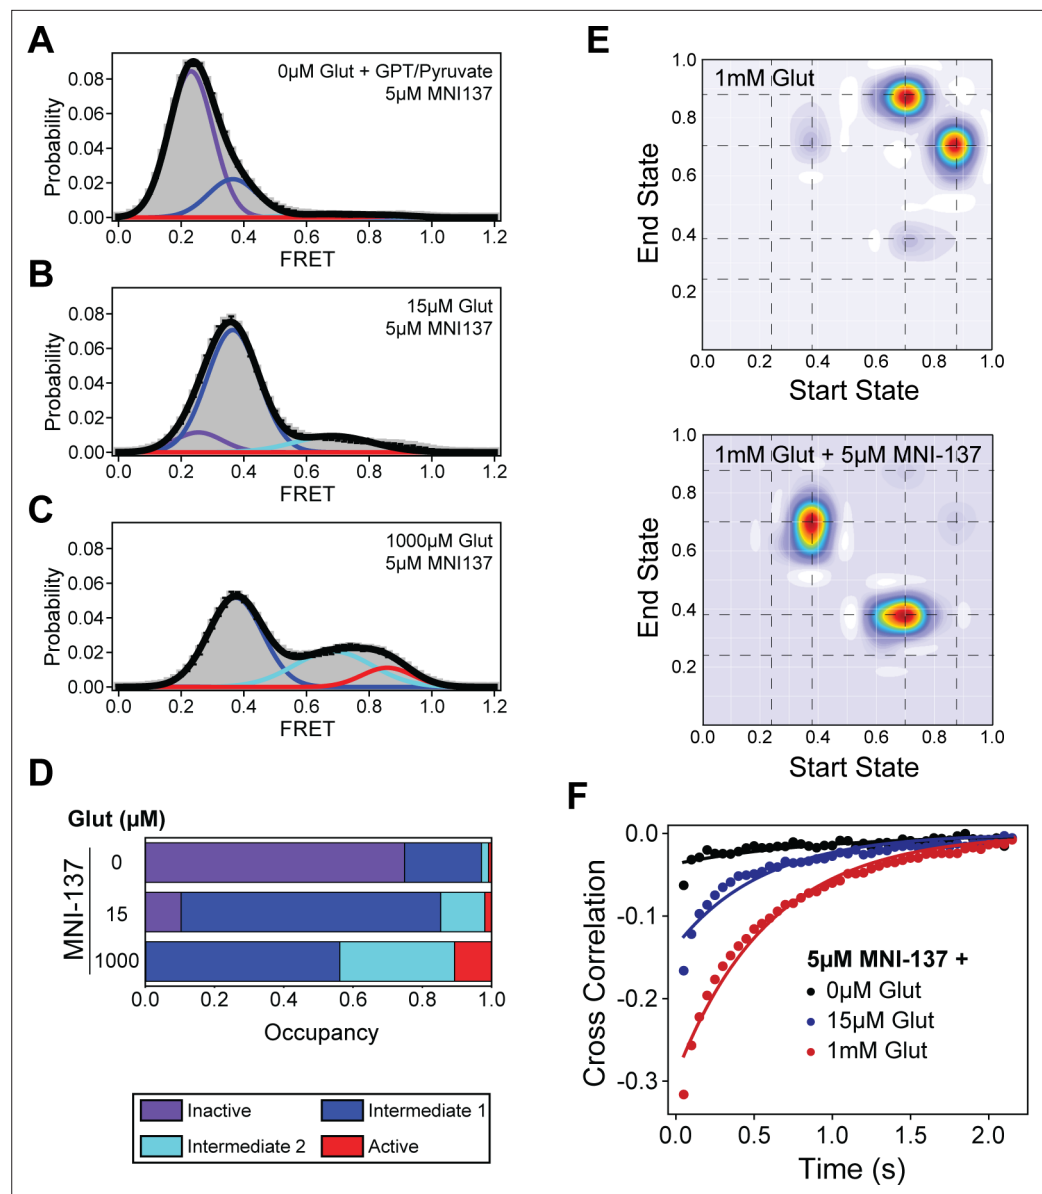 A
0μM Glut + GPT/Pyruvate
5μM MNI137
Probability
0.08
0.04
0.02
0.00
0.0 0.2 0.4 0.6 0.8 1.0 1.2
FRET
B
15μM Glut
5μM MNI137
Probability
0.08
0.04
0.02
0.00
0.0 0.2 0.4 0.6 0.8 1.0 1.2
FRET
C
1000μM Glut
5μM MNI137
Probability
0.08
0.04
0.02
0.00
0.0 0.2 0.4 0.6 0.8 1.0 1.2
FRET
D
Glut (μM)
MNI-137
0
15
1000
0.0 0.2 0.4 0.6 0.8 1.0
Occupancy
Inactive
Intermediate 1
Intermediate 2
Active
E
1mM Glut
End State
1.0
0.8
0.6
0.4
0.2
0.0 0.2 0.4 0.6 0.8 1.0
Start State
1mM Glut + 5μM MNI-137
End State
1.0
0.8
0.6
0.4
0.2
0.0 0.2 0.4 0.6 0.8 1.0
Start State
F
Cross Correlation
0.0
-0.1
-0.2
-0.3
5μM MNI-137 +
0μM Glut
15μM Glut
1mM Glut
0.0 0.5 1.0 1.5 2.0
Time (s)